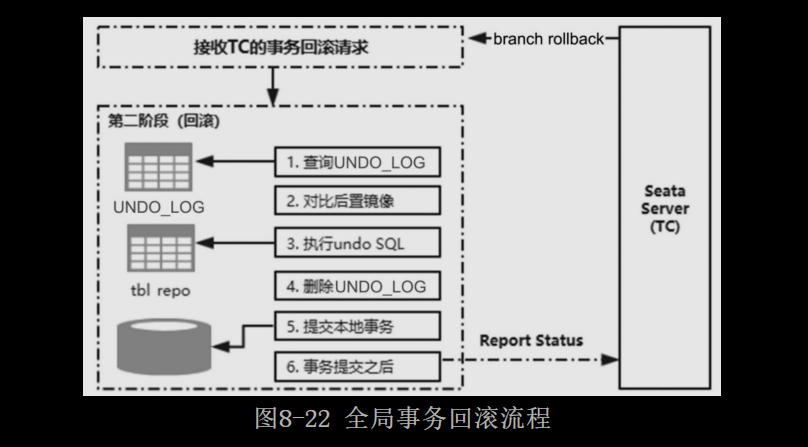 接收TC的事务回滚请求
branch rollback
第二阶段（回滚）
1. 查询UNDO_LOG
UNDO_LOG
2. 对比后置镜像
3. 执行undo SQL
tbl repo
4. 删除UNDO_LOG
5. 提交本地事务
6. 事务提交之后
Report Status
Seata
Server
(TC)
图8-22 全局事务回滚流程